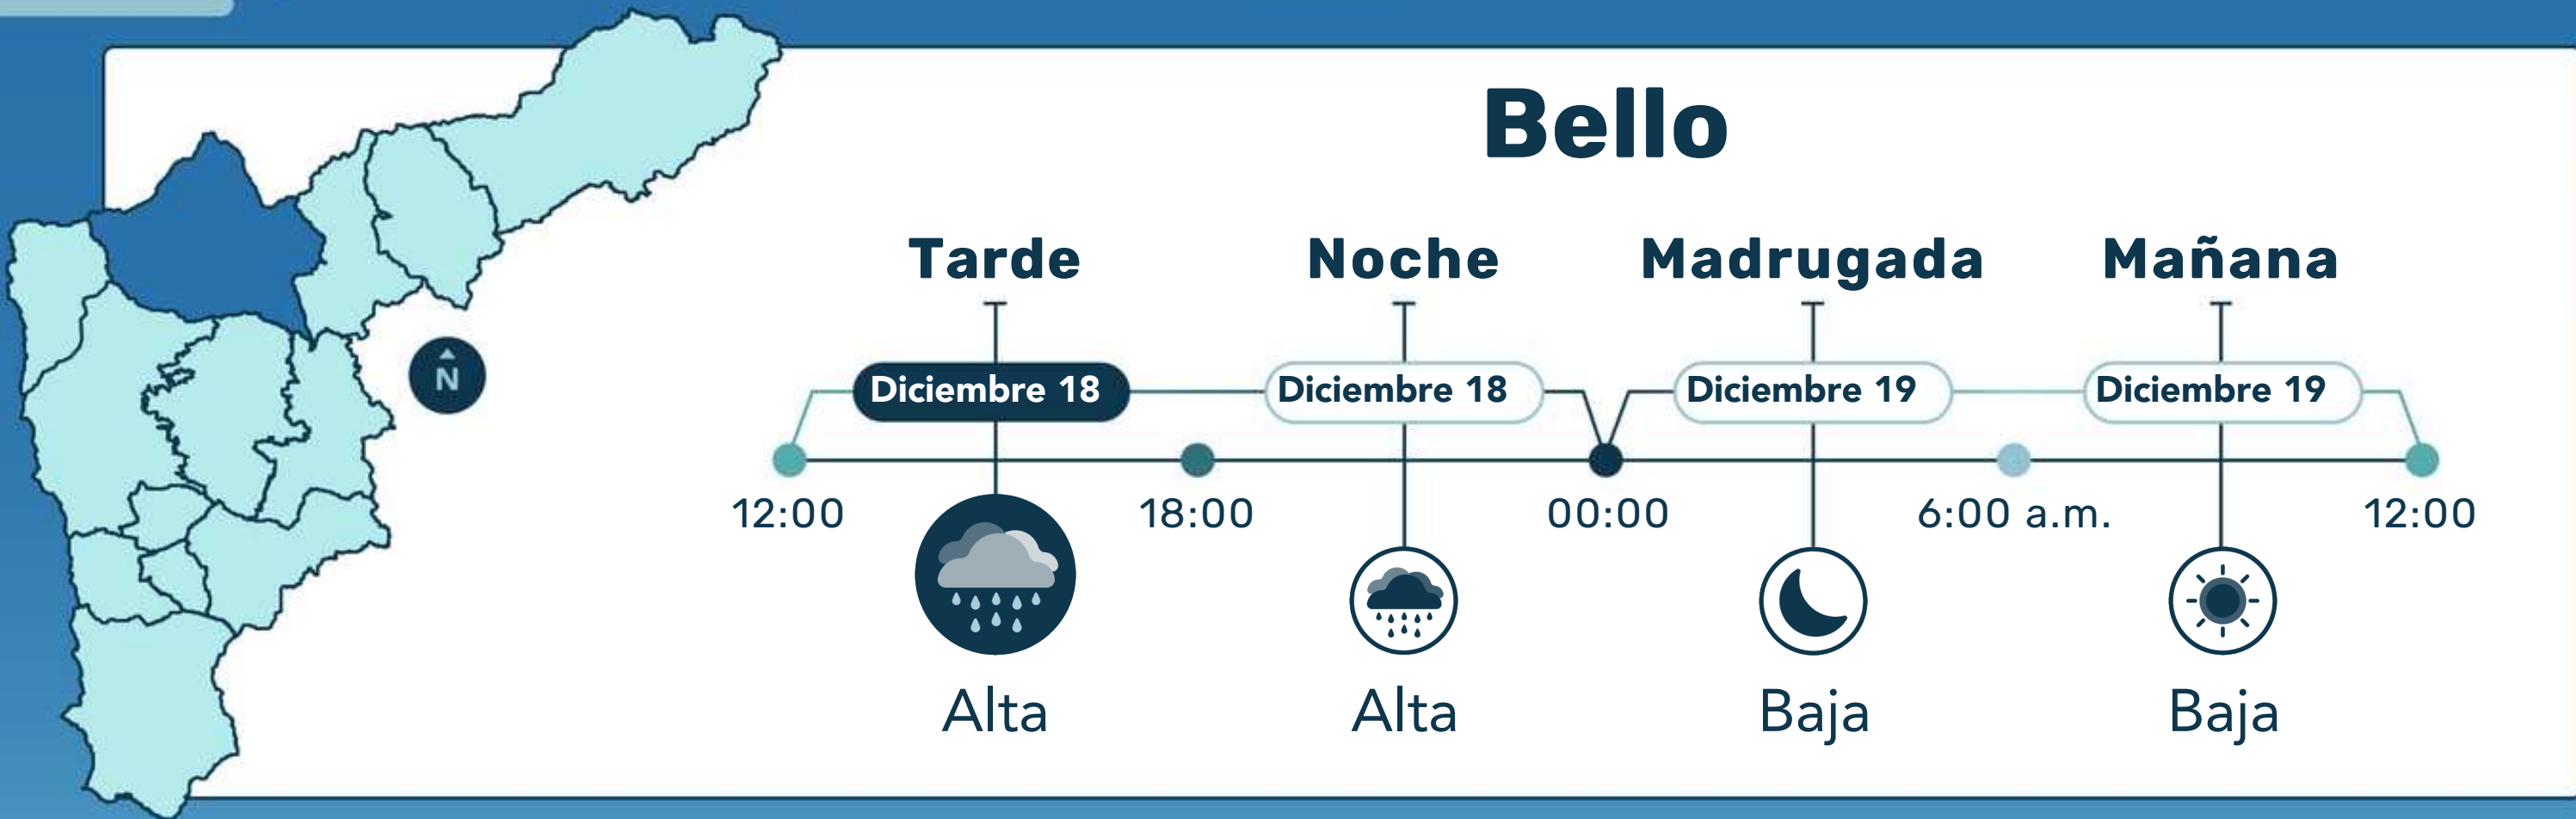 Bello
Tarde
Noche
Madrugada
Mañana
Diciembre 18
Diciembre 18
Diciembre 19
Diciembre 19
N
12:00
18:00
00:00
6:00 a.m.
12:00
Alta
Alta
Baja
Baja